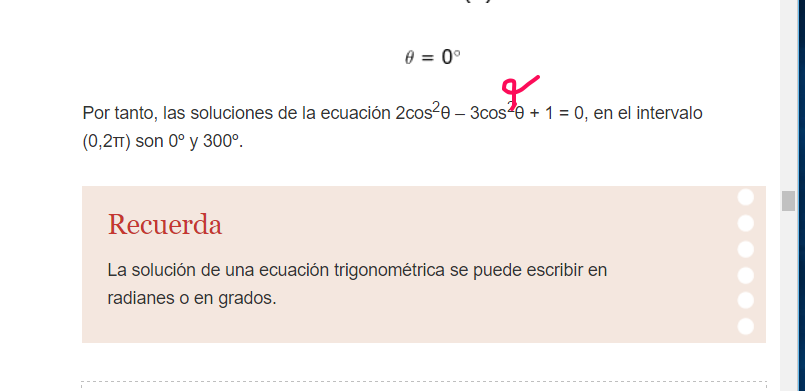 θ = 0°
Por tanto, las soluciones de la ecuación 2cos²θ – 3cos²θ + 1 = 0, en el intervalo
(0,2π) son 0º y 300º.
Recuerda
La solución de una ecuación trigonométrica se puede escribir en
radianes o en grados.